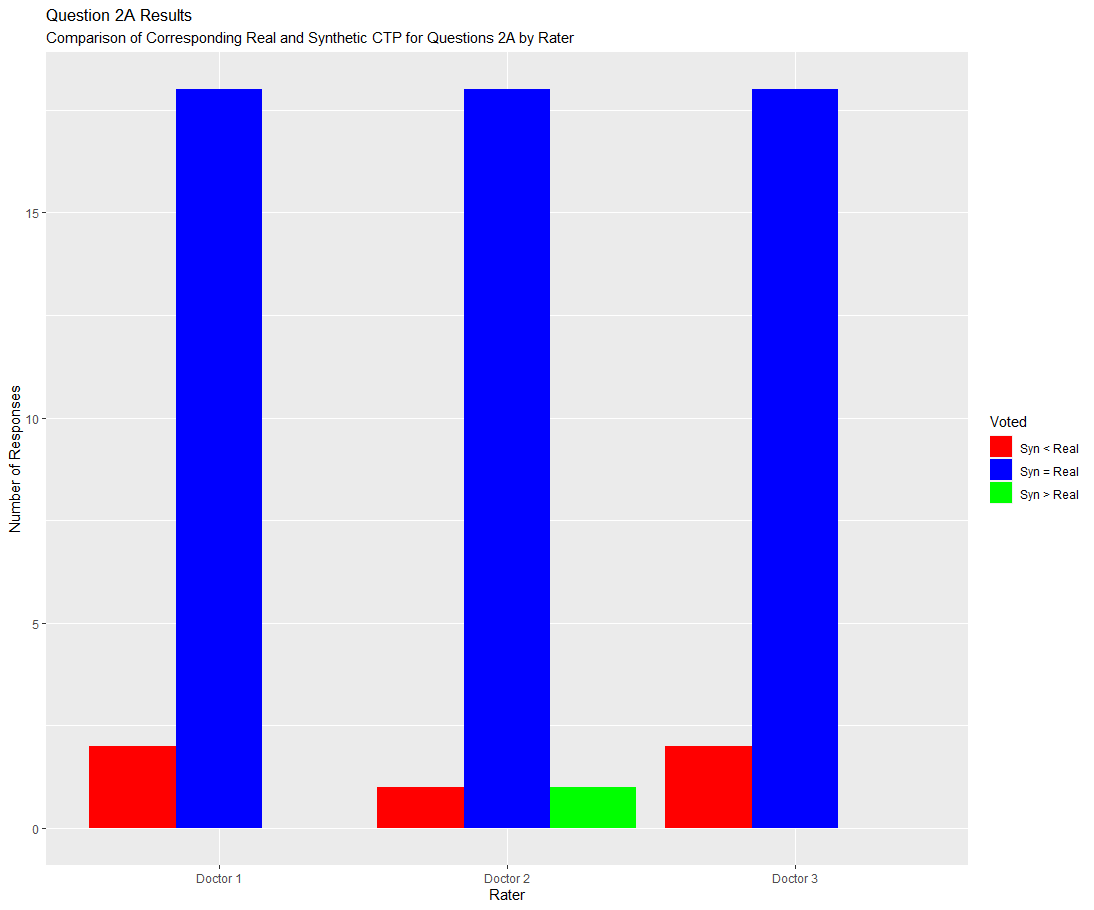 Question 2A Results
Comparison of Corresponding Real and Synthetic CTP for Questions 2A by Rater
Number of Responses
15
10
5
0
Doctor 1
Doctor 2
Doctor 3
Rater
Voted
Syn < Real
Syn = Real
Syn > Real